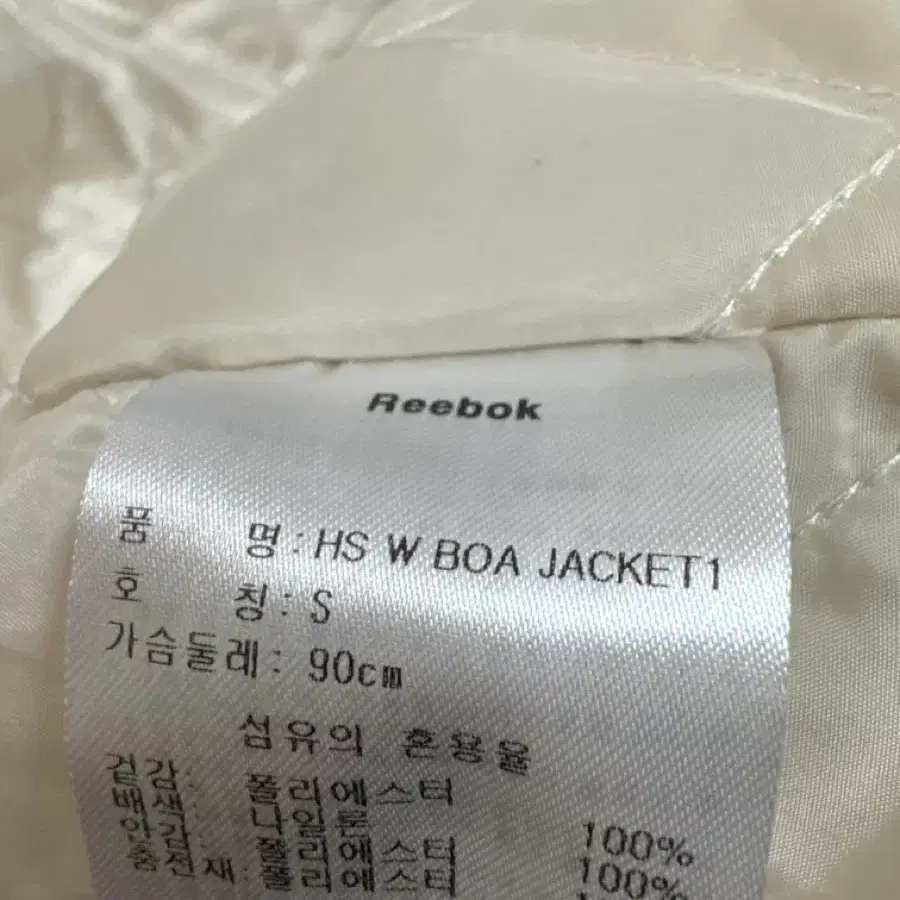 Reebok
품 명 : HS W BOA JACKET1
호 칭 : S
가슴둘레 : 90cm
섬유의 혼용율
겉감: 폴리에스터 100%
배색: 나일론 100%
안감: 폴리에스터
충전재: 폴리에스터